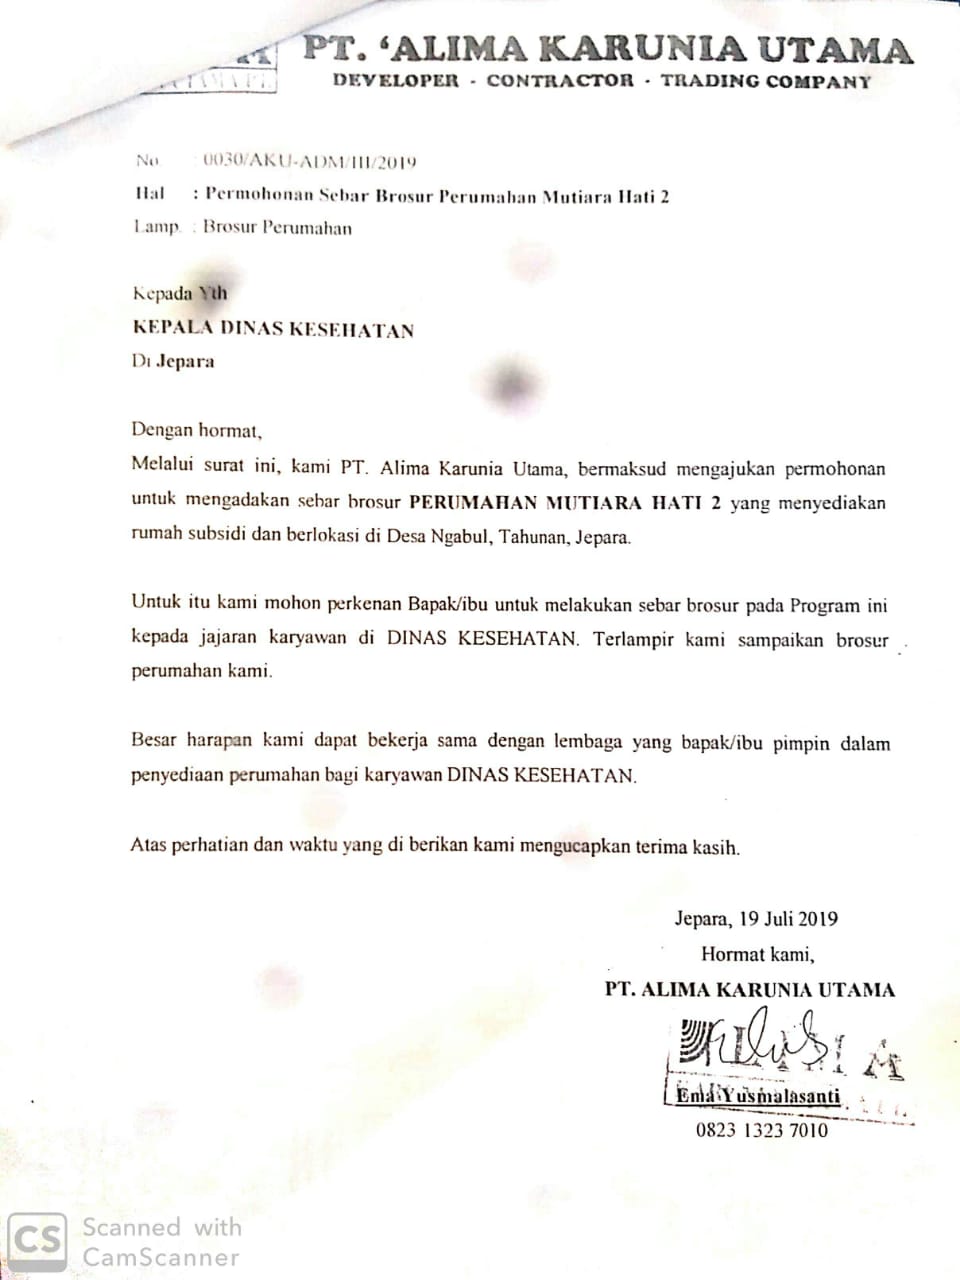 PT. ‘ALIMA KARUNIA UTAMA
DEVELOPER - CONTRACTOR - TRADING COMPANY
No : 0030/AKU-ADM/III/2019
Hal : Permohonan Sebar Brosur Perumahan Mutiara Hati 2
Lamp. : Brosur Perumahan
Kepada Yth
KEPALA DINAS KESEHATAN
Di Jepara
Dengan hormat,
Melalui surat ini, kami PT. Alima Karunia Utama, bermaksud mengajukan permohonan
untuk mengadakan sebar brosur PERUMAHAN MUTIARA HATI 2 yang menyediakan
rumah subsidi dan berlokasi di Desa Ngabul, Tahunan, Jepara.
Untuk itu kami mohon perkenan Bapak/ibu untuk melakukan sebar brosur pada Program ini
kepada jajaran karyawan di DINAS KESEHATAN. Terlampir kami sampaikan brosur
perumahan kami.
Besar harapan kami dapat bekerja sama dengan lembaga yang bapak/ibu pimpin dalam
penyediaan perumahan bagi karyawan DINAS KESEHATAN.
Atas perhatian dan waktu yang di berikan kami mengucapkan terima kasih.
Jepara, 19 Juli 2019
Hormat kami,
PT. ALIMA KARUNIA UTAMA
Ema Yusmalasanti
0823 1323 7010
CS Scanned with
CamScanner